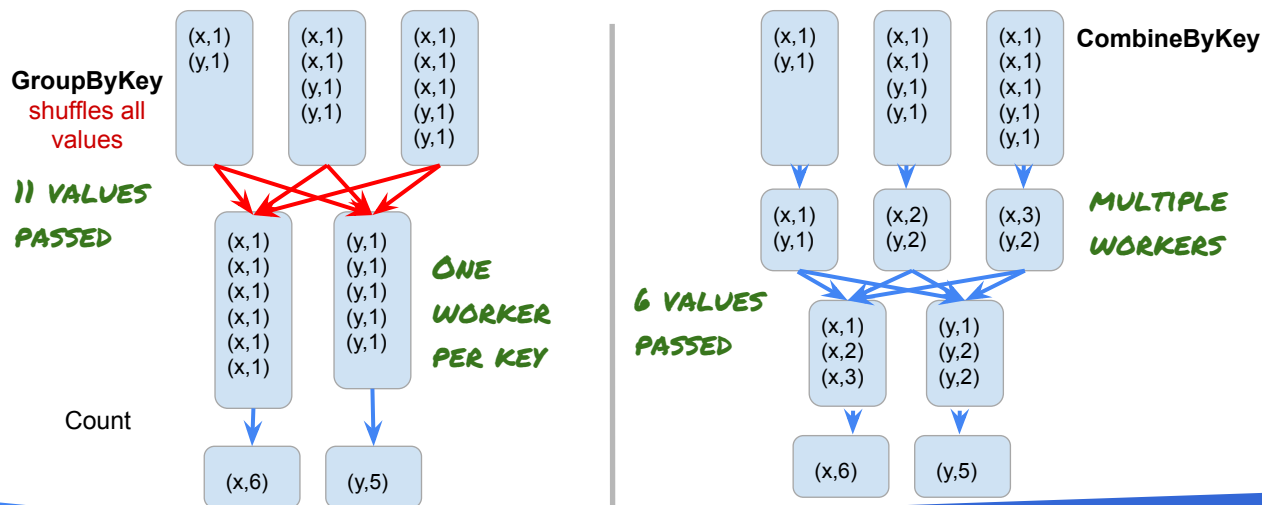 GroupByKey
shuffles all
values
11 VALUES
PASSED
(x,1)
(y,1)
(x,1)
(x,1)
(y,1)
(y,1)
(x,1)
(x,1)
(x,1)
(y,1)
(y,1)
(x,1)
(x,1)
(x,1)
(x,1)
(x,1)
(x,1)
(y,1)
(y,1)
(y,1)
(y,1)
(y,1)
ONE
WORKER
PER KEY
Count
(x,6)
(y,5)
CombineByKey
(x,1)
(y,1)
(x,1)
(x,1)
(y,1)
(y,1)
(x,1)
(x,1)
(x,1)
(y,1)
(y,1)
(x,1)
(y,1)
(x,2)
(y,2)
(x,3)
(y,2)
MULTIPLE
WORKERS
6 VALUES
PASSED
(x,1)
(x,2)
(x,3)
(y,1)
(y,2)
(y,2)
(x,6)
(y,5)